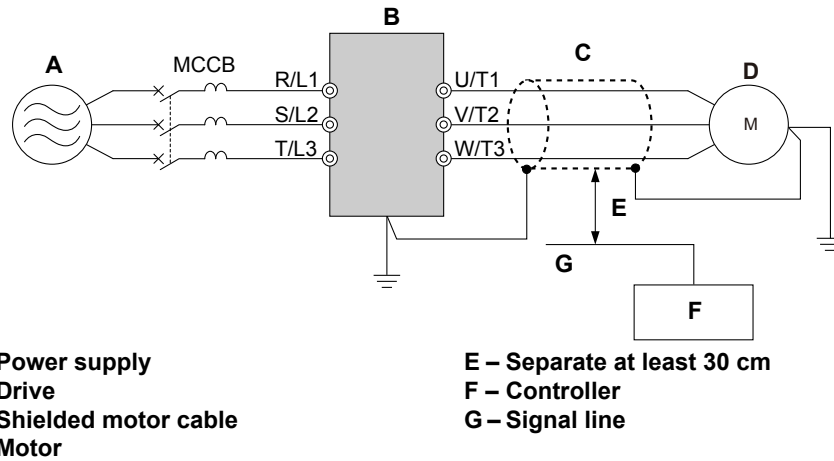 B
A
MCCB
C
D
R/L1
U/T1
S/L2
V/T2
M
T/L3
W/T3
E
G
F
Power supply
Drive
Shielded motor cable
Motor
E – Separate at least 30 cm
F – Controller
G – Signal line